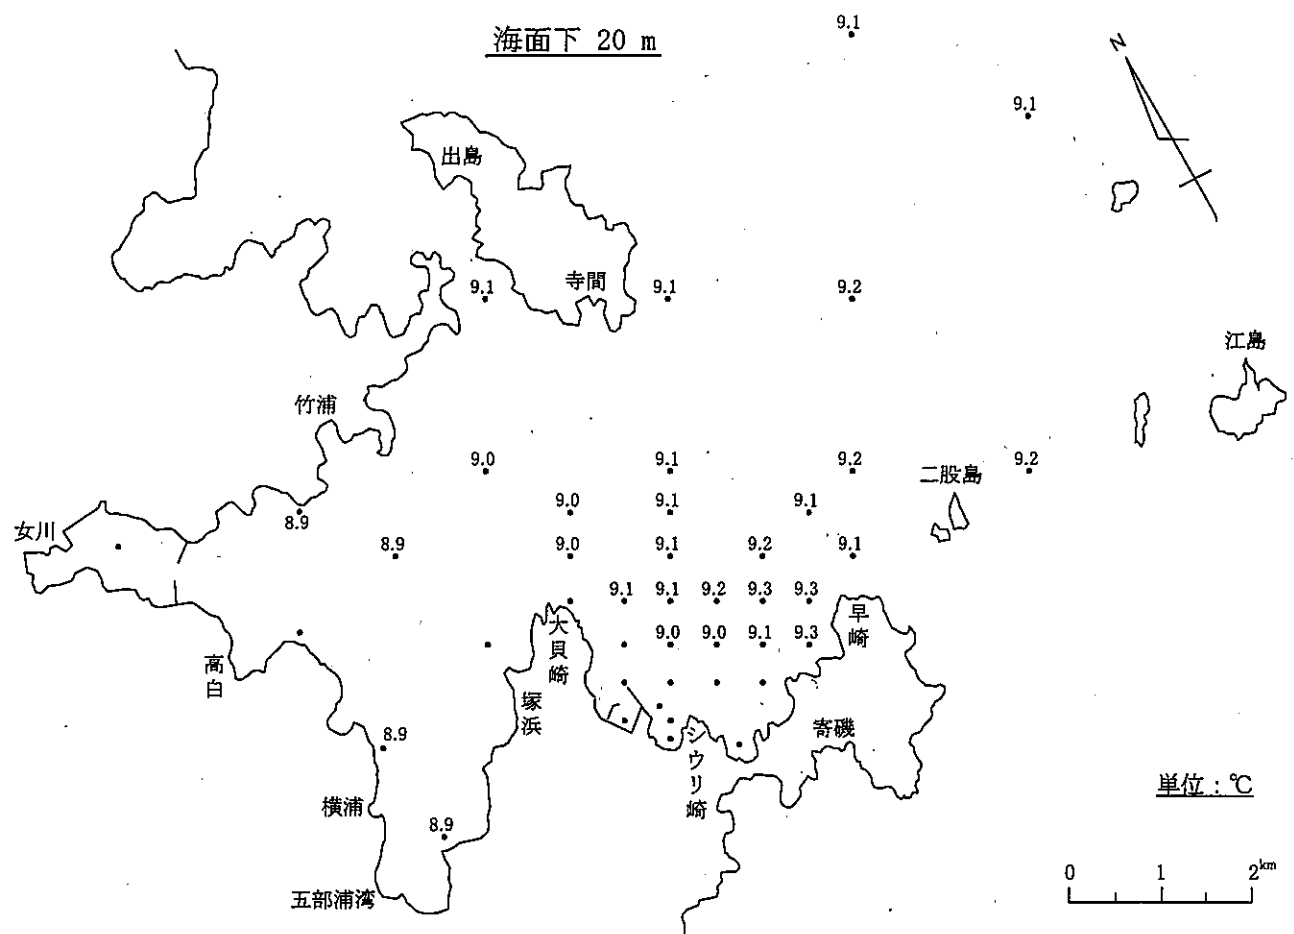 海面下 20 m
9.1
N
9.1
出島
寺間
9.1
9.1
9.2
江島
竹浦
9.0
9.1
9.2
二股島
9.2
9.0
9.1
9.1
女川
8.9
8.9
9.0
9.1
9.2
9.1
9.1
9.1
9.2
9.3
9.3
早崎
大貝崎
9.0
9.0
9.1
9.3
高白
塚浜
寄磯
シウリ崎
8.9
単位:℃
横浦
8.9
0 1 2km
五部浦湾